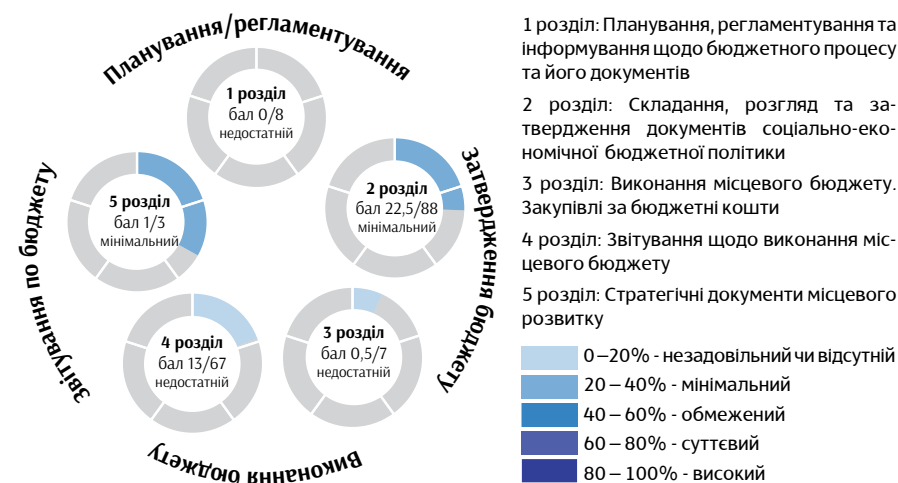 Планування/регламентування
1 розділ
бал 0/8
недостатній
Затвердження бюджету
2 розділ
бал 22,5/88
мінімальний
3 розділ
бал 0,5/7
недостатній
Виконання бюджету
4 розділ
бал 13/67
недостатній
Звітування по бюджету
5 розділ
бал 1/3
мінімальний
1 розділ: Планування, регламентування та
інформування щодо бюджетного процесу
та його документів
2 розділ: Складання, розгляд та за-
твердження документів соціально-еко-
номічної бюджетної політики
3 розділ: Виконання місцевого бюджету.
Закупівлі за бюджетні кошти
4 розділ: Звітування щодо виконання міс-
цевого бюджету
5 розділ: Стратегічні документи місцевого
розвитку
0–20% - незадовільний чи відсутній
20 – 40% - мінімальний
40 – 60% - обмежений
60 – 80% - суттєвий
80 – 100% - високий